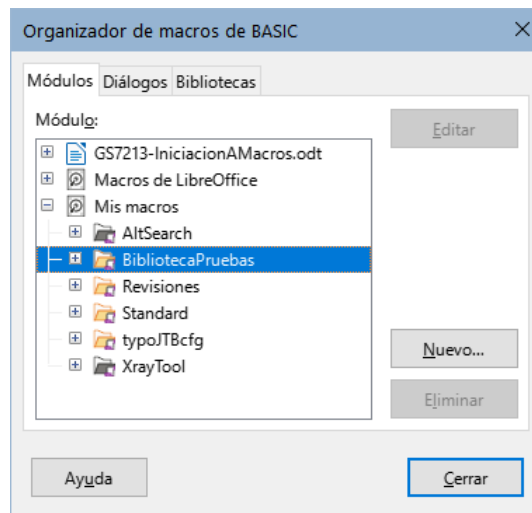 Organizador de macros de BASIC
Módulos Diálogos Bibliotecas
Módulo:
Editar
GS7213-IniciacionAMacros.odt
Macros de LibreOffice
Mis macros
AltSearch
BibliotecaPruebas
Revisiones
Standard
typoJTBcfg
XrayTool
Nuevo...
Eliminar
Ayuda
Cerrar